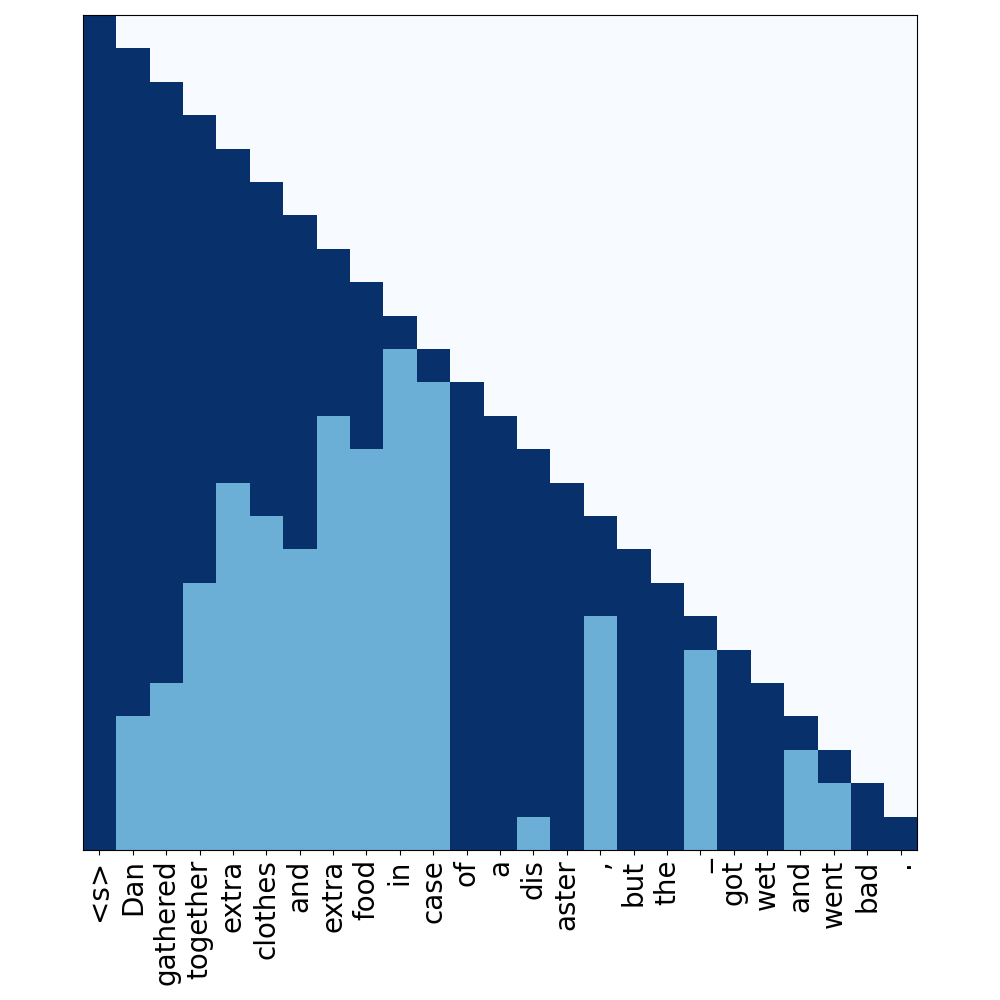 <s> Dan gathered together extra clothes and extra food in case of a dis aster , but the _ got wet and went bad .